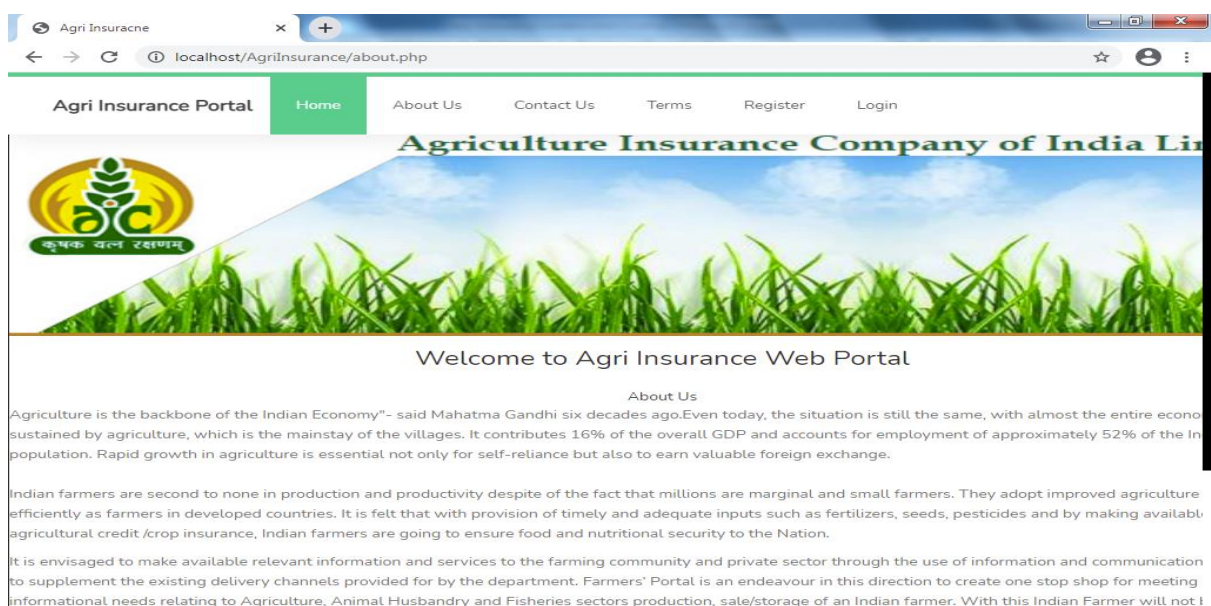 Agri Insuracne
localhost/AgriInsurance/about.php
Agri Insurance Portal Home About Us Contact Us Terms Register Login
Agriculture Insurance Company of India Lim
aic
कृषक यत्न रक्षणम्
Welcome to Agri Insurance Web Portal
About Us
Agriculture is the backbone of the Indian Economy"- said Mahatma Gandhi six decades ago.Even today, the situation is still the same, with almost the entire econo
sustained by agriculture, which is the mainstay of the villages. It contributes 16% of the overall GDP and accounts for employment of approximately 52% of the In
population. Rapid growth in agriculture is essential not only for self-reliance but also to earn valuable foreign exchange.
Indian farmers are second to none in production and productivity despite of the fact that millions are marginal and small farmers. They adopt improved agriculture
efficiently as farmers in developed countries. It is felt that with provision of timely and adequate inputs such as fertilizers, seeds, pesticides and by making availabl
agricultural credit /crop insurance, Indian farmers are going to ensure food and nutritional security to the Nation.
It is envisaged to make available relevant information and services to the farming community and private sector through the use of information and communication
to supplement the existing delivery channels provided for by the department. Farmers' Portal is an endeavour in this direction to create one stop shop for meeting
informational needs relating to Agriculture, Animal Husbandry and Fisheries sectors production, sale/storage of an Indian farmer. With this Indian Farmer will not